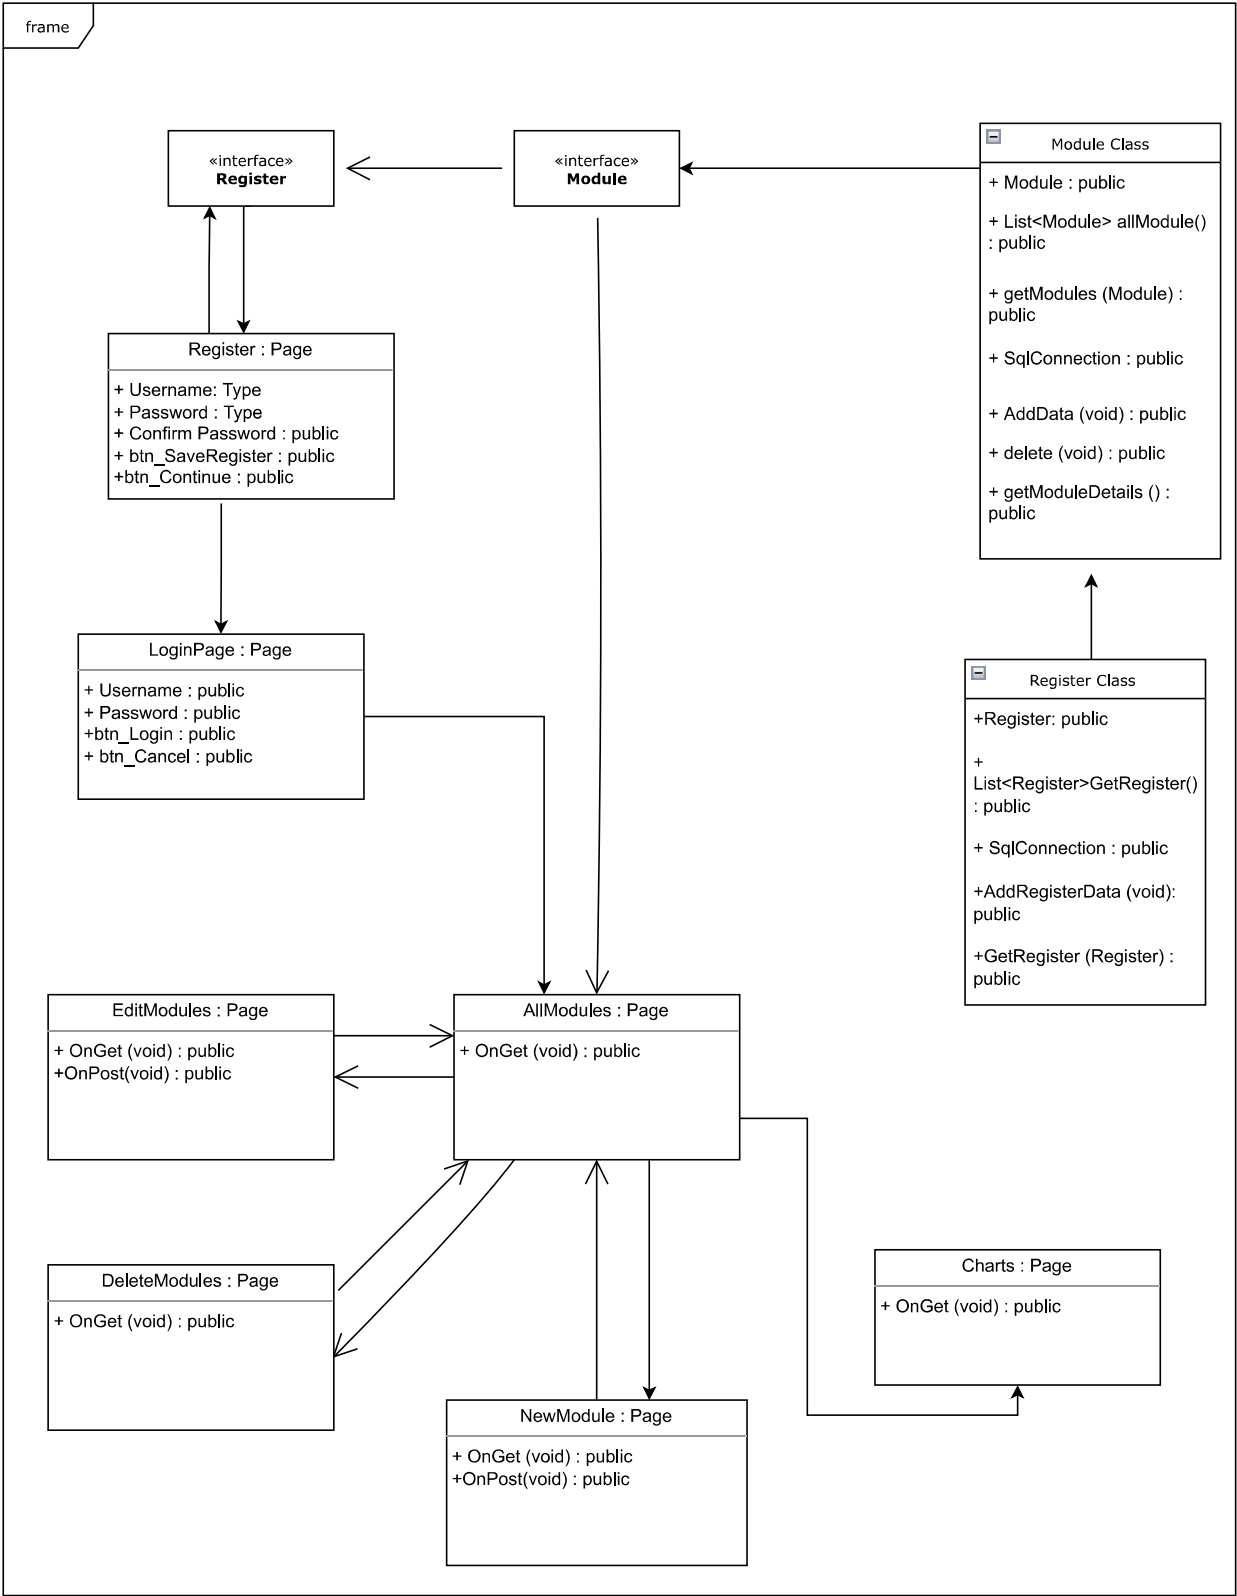 frame
«interface»
Register
«interface»
Module
Module Class
+ Module : public
+ List<Module> allModule()
: public
+ getModules (Module) :
public
+ SqlConnection : public
+ AddData (void) : public
+ delete (void) : public
+ getModuleDetails () :
public
Register : Page
+ Username: Type
+ Password : Type
+ Confirm Password : public
+ btn_SaveRegister : public
+btn_Continue : public
LoginPage : Page
+ Username : public
+ Password : public
+btn_Login : public
+ btn_Cancel : public
Register Class
+Register: public
+
List<Register>GetRegister()
: public
+ SqlConnection : public
+AddRegisterData (void):
public
+GetRegister (Register) :
public
EditModules : Page
+ OnGet (void) : public
+OnPost(void) : public
AllModules : Page
+ OnGet (void) : public
DeleteModules : Page
+ OnGet (void) : public
Charts : Page
+ OnGet (void) : public
NewModule : Page
+ OnGet (void) : public
+OnPost(void) : public